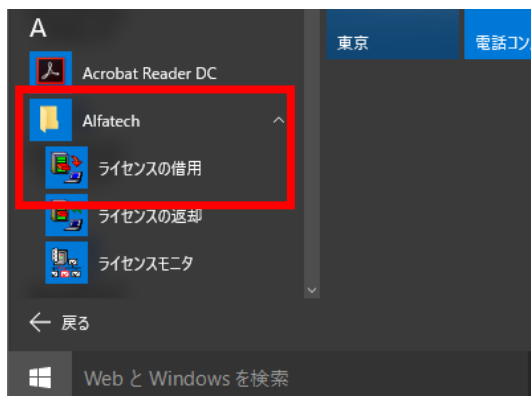 A
東京
電話コン
Acrobat Reader DC
Alfatech
ライセンスの借用
ライセンスの返却
ライセンスモニタ
戻る
Web と Windows を検索